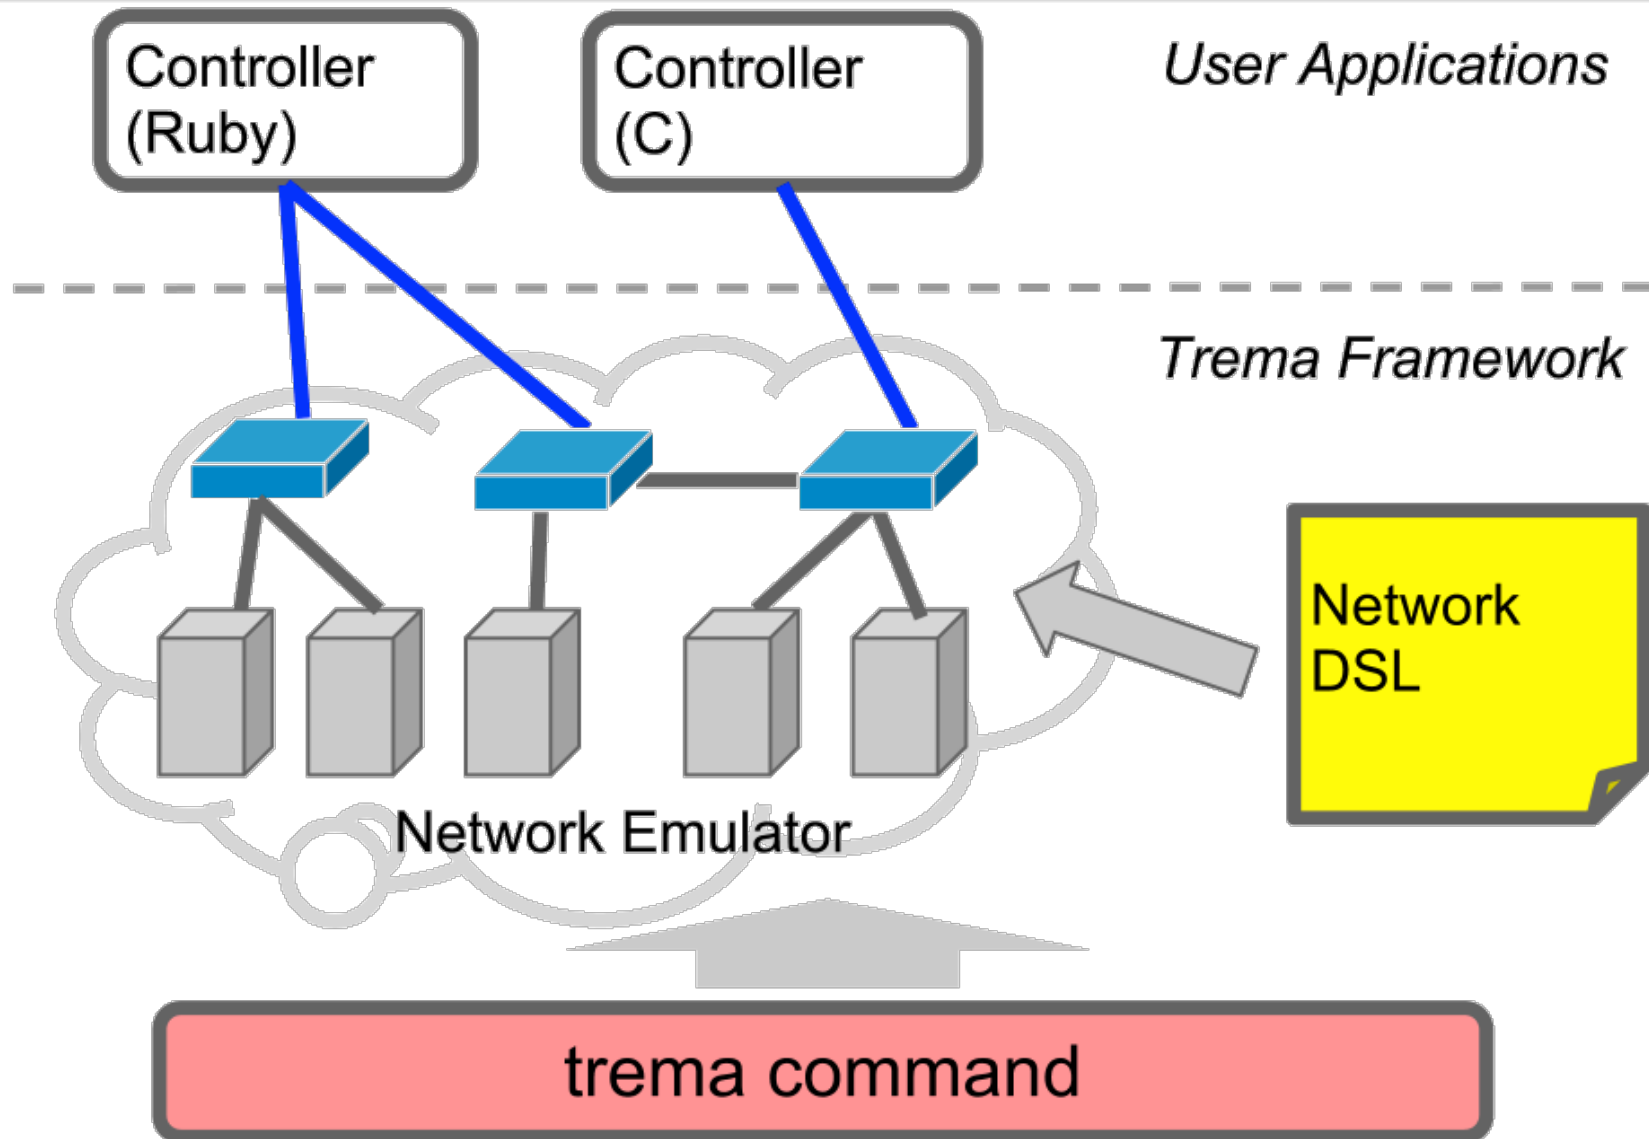 Controller
(Ruby)
Controller
(C)
User Applications
Trema Framework
Network
DSL
Network Emulator
trema command